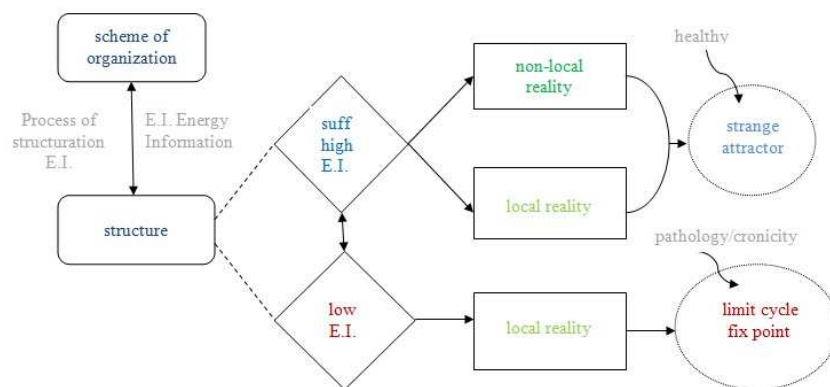 scheme of
organization
Process of
structuration
E.I.
E.I. Energy
Information
structure
suff
high
E.I.
low
E.I.
non-local
reality
local reality
local reality
healthy
strange
attractor
pathology/cronicity
limit cycle
fix point